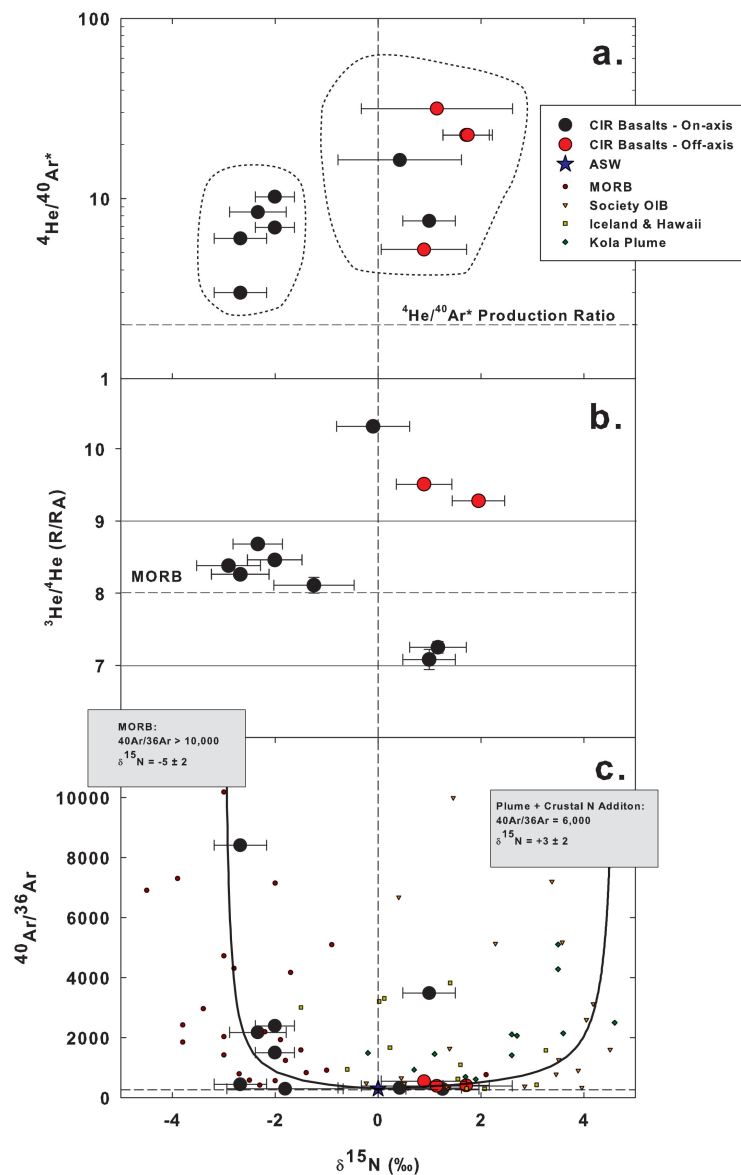 a.
100
10
1
4He/40Ar*
4He/40Ar* Production Ratio
CIR Basalts - On-axis
CIR Basalts - Off-axis
ASW
MORB
Society OIB
Iceland & Hawaii
Kola Plume
b.
10
9
8
7
3He/4He (R/RA)
MORB
c.
MORB:
40Ar/36Ar > 10,000
δ15N = -5 ± 2
Plume + Crustal N Additon:
40Ar/36Ar = 6,000
δ15N = +3 ± 2
10000
8000
6000
4000
2000
0
40Ar/36Ar
-4 -2 0 2 4
δ15N (‰)